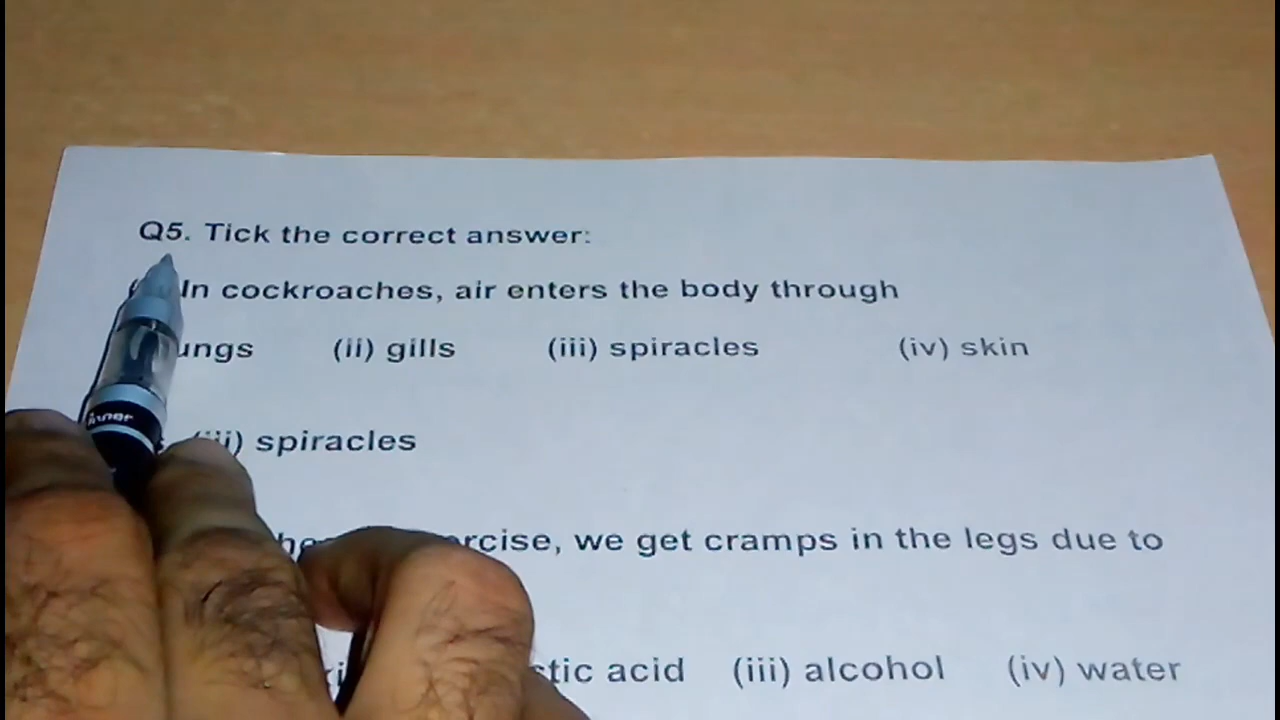 Q5. Tick the correct answer:
In cockroaches, air enters the body through
ungs (ii) gills (iii) spiracles (iv) skin
(iii) spiracles
rcise, we get cramps in the legs due to
tic acid (iii) alcohol (iv) water